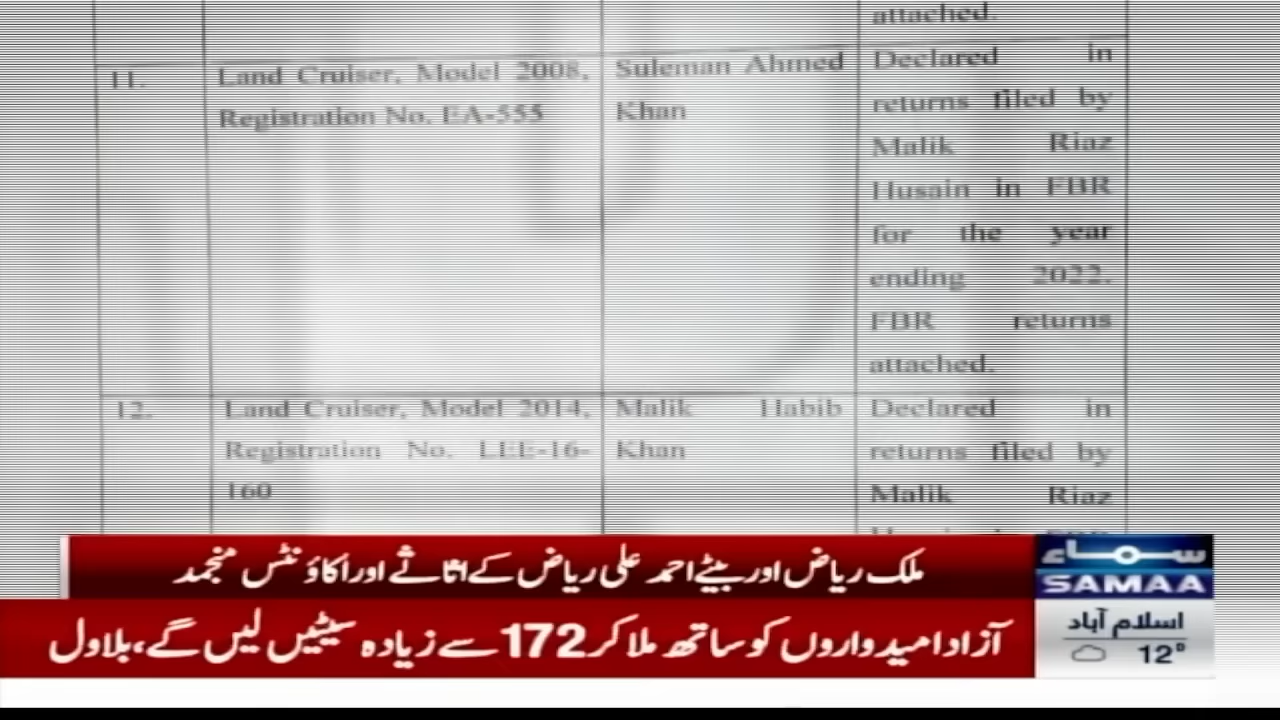 attached.
11.
Land Cruiser, Model 2008,
Registration No. EA-555
Suleman Ahmed
Khan
Declared in
returns filed by
Malik Riaz
Husain in FBR
for the year
ending 2022.
FBR returns
attached.
12.
Land Cruiser, Model 2014,
Registration No. LEE-16-
160
Malik Habib
Khan
Declared in
returns filed by
Malik Riaz
ملک ریاض اور بیٹے احمد علی ریاض کے اثاثے اور اکاؤنٹس منجمد
آزاد امیدواروں کو ساتھ ملا کر 172 سے زیادہ سیٹیں لیں گے، بلاول
سماء
SAMAA
اسلام آباد
12°